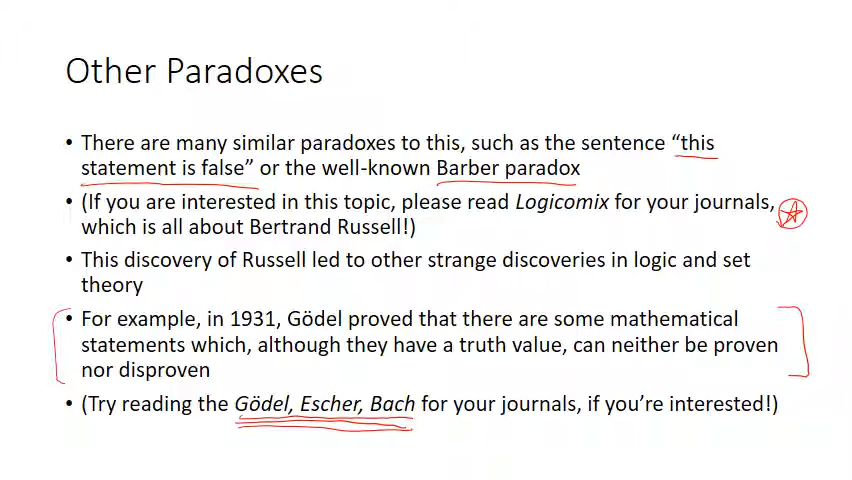 Other Paradoxes
• There are many similar paradoxes to this, such as the sentence “this
statement is false” or the well-known Barber paradox
• (If you are interested in this topic, please read Logicomix for your journals,
which is all about Bertrand Russell!)
• This discovery of Russell led to other strange discoveries in logic and set
theory
• For example, in 1931, Gödel proved that there are some mathematical
statements which, although they have a truth value, can neither be proven
nor disproven
• (Try reading the Gödel, Escher, Bach for your journals, if you’re interested!)